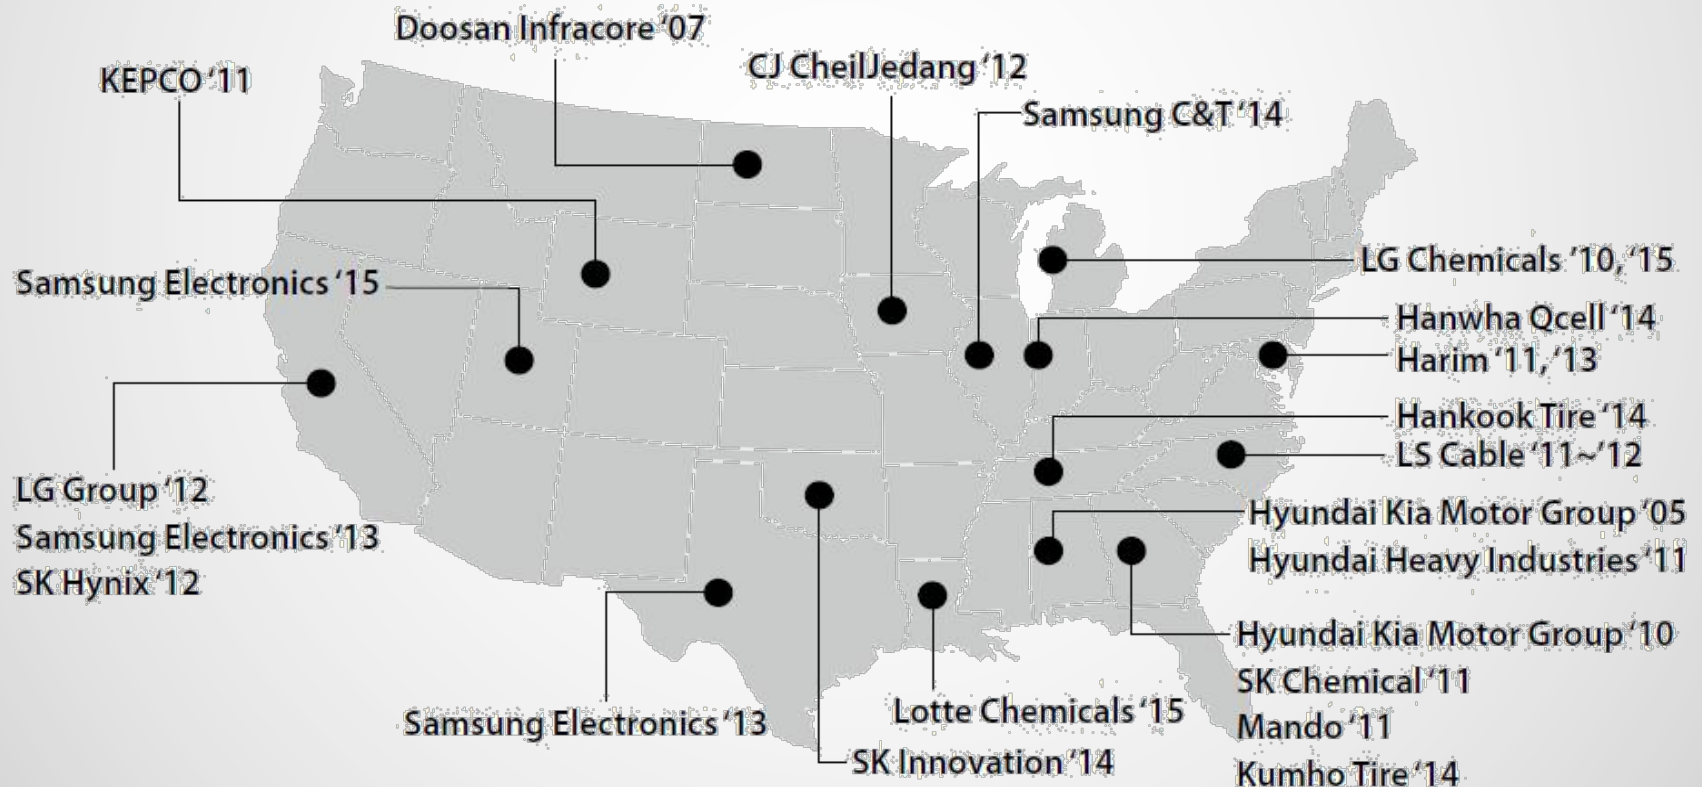 Doosan Infracore ‘07
KEPCO ‘11
CJ CheilJedang ‘12
Samsung C&T ‘14
Samsung Electronics ‘15
LG Chemicals ’10, ‘15
Hanwha Qcell ‘14
Harim ‘11, ‘13
Hankook Tire ‘14
LS Cable ‘11~’12
LG Group ‘12
Samsung Electronics ‘13
SK Hynix ‘12
Hyundai Kia Motor Group ‘05
Hyundai Heavy Industries ‘11
Hyundai Kia Motor Group ‘10
SK Chemical ’11
Mando ‘11
Kumho Tire ‘14
Samsung Electronics ‘13
Lotte Chemicals ‘15
SK Innovation ‘14